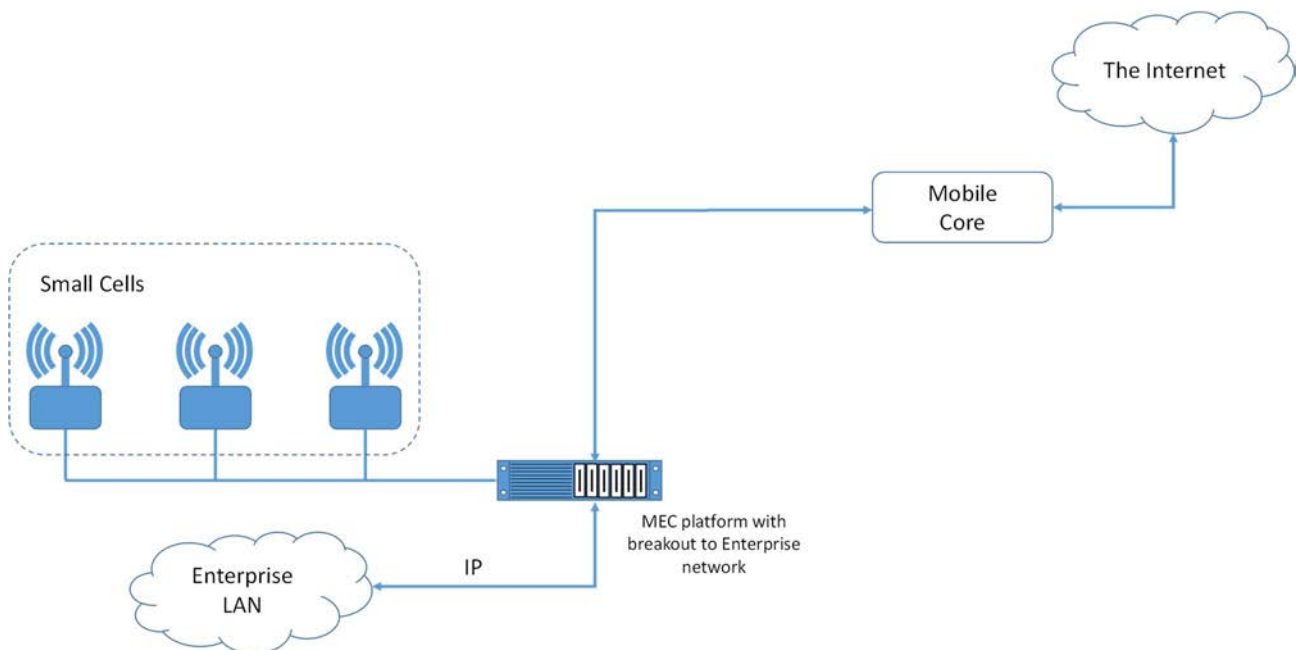 The Internet
Mobile
Core
Small Cells
MEC platform with
breakout to Enterprise
network
IP
Enterprise
LAN